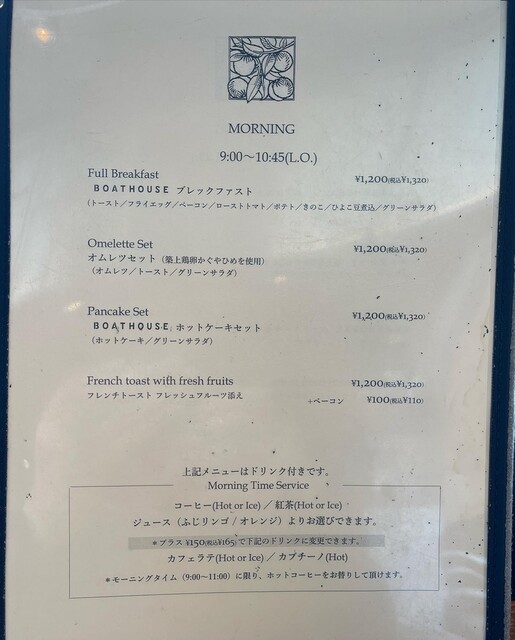 MORNING
9:00〜10:45(L.O.)
Full Breakfast ¥1,200(税込¥1,320)
BOATHOUSE ブレックファスト
(トースト／フライエッグ／ベーコン／ローストトマト／ポテト／きのこ／ひよこ豆煮込／グリーンサラダ)
Omelette Set ¥1,200(税込¥1,320)
オムレツセット（築上鶏卵かぐやひめを使用）
（オムレツ／トースト／グリーンサラダ）
Pancake Set ¥1,200(税込¥1,320)
BOATHOUSE ホットケーキセット
（ホットケーキ／グリーンサラダ）
French toast with fresh fruits ¥1,200(税込¥1,320)
フレンチトースト フレッシュフルーツ添え +ベーコン ¥100(税込¥110)
上記メニューはドリンク付きです。
Morning Time Service
コーヒー(Hot or Ice) ／ 紅茶(Hot or Ice)
ジュース（ふじリンゴ / オレンジ）よりお選びできます。
＊プラス ¥150(税込¥165)で下記のドリンクに変更できます。
カフェラテ(Hot or Ice) ／ カプチーノ(Hot)
＊モーニングタイム（9:00~11:00）に限り、ホットコーヒーをお替りして頂けます。